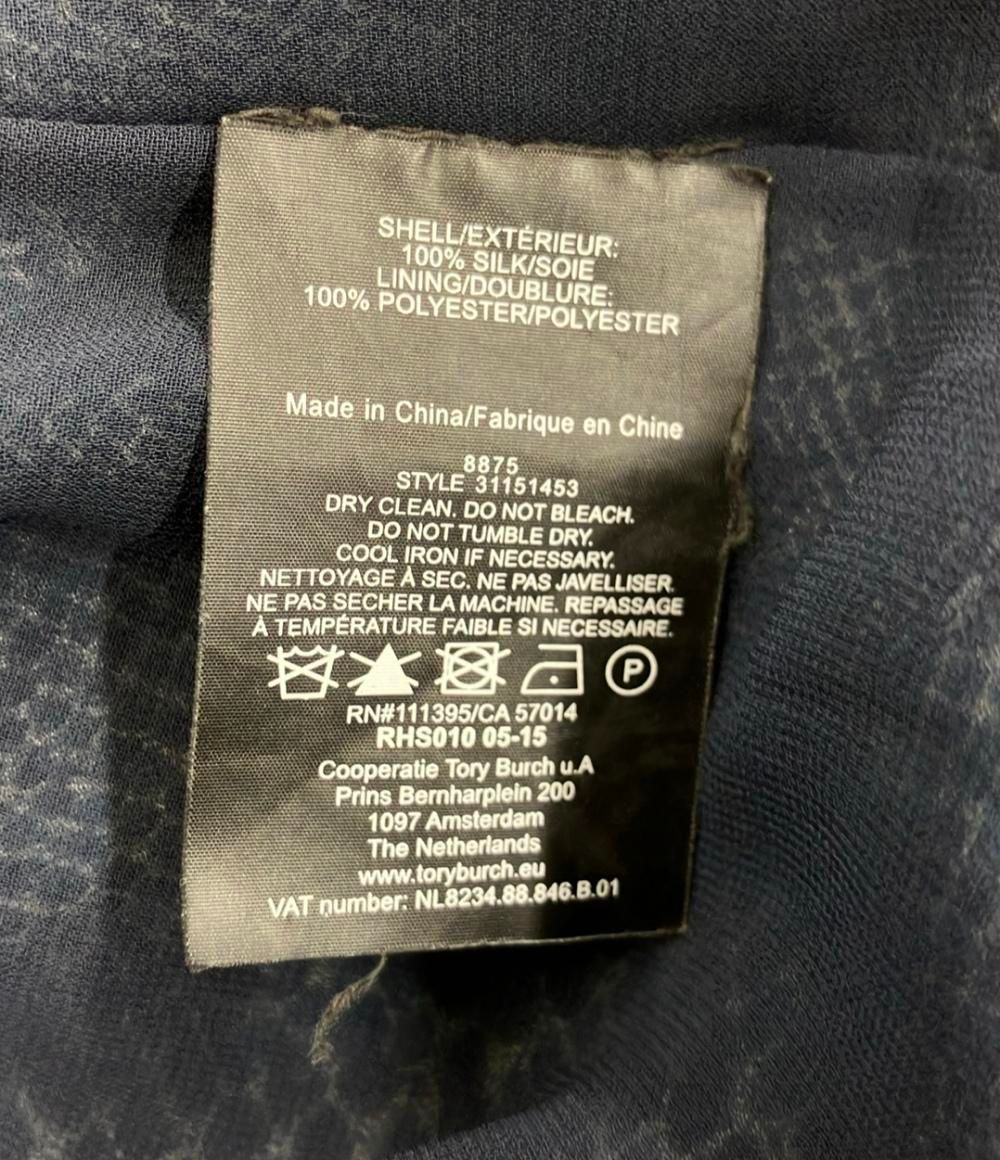 SHELL/EXTÉRIEUR:
100% SILK/SOIE
LINING/DOUBLURE:
100% POLYESTER/POLYESTER
Made in China/Fabrique en Chine
8875
STYLE 31151453
DRY CLEAN. DO NOT BLEACH.
DO NOT TUMBLE DRY.
COOL IRON IF NECESSARY.
NETTOYAGE À SEC. NE PAS JAVELLISER.
NE PAS SECHER LA MACHINE. REPASSAGE
À TEMPÉRATURE FAIBLE SI NECESSAIRE.
P
RN#111395/CA 57014
RHS010 05-15
Cooperatie Tory Burch u.A
Prins Bernharplein 200
1097 Amsterdam
The Netherlands
www.toryburch.eu
VAT number: NL8234.88.846.B.01